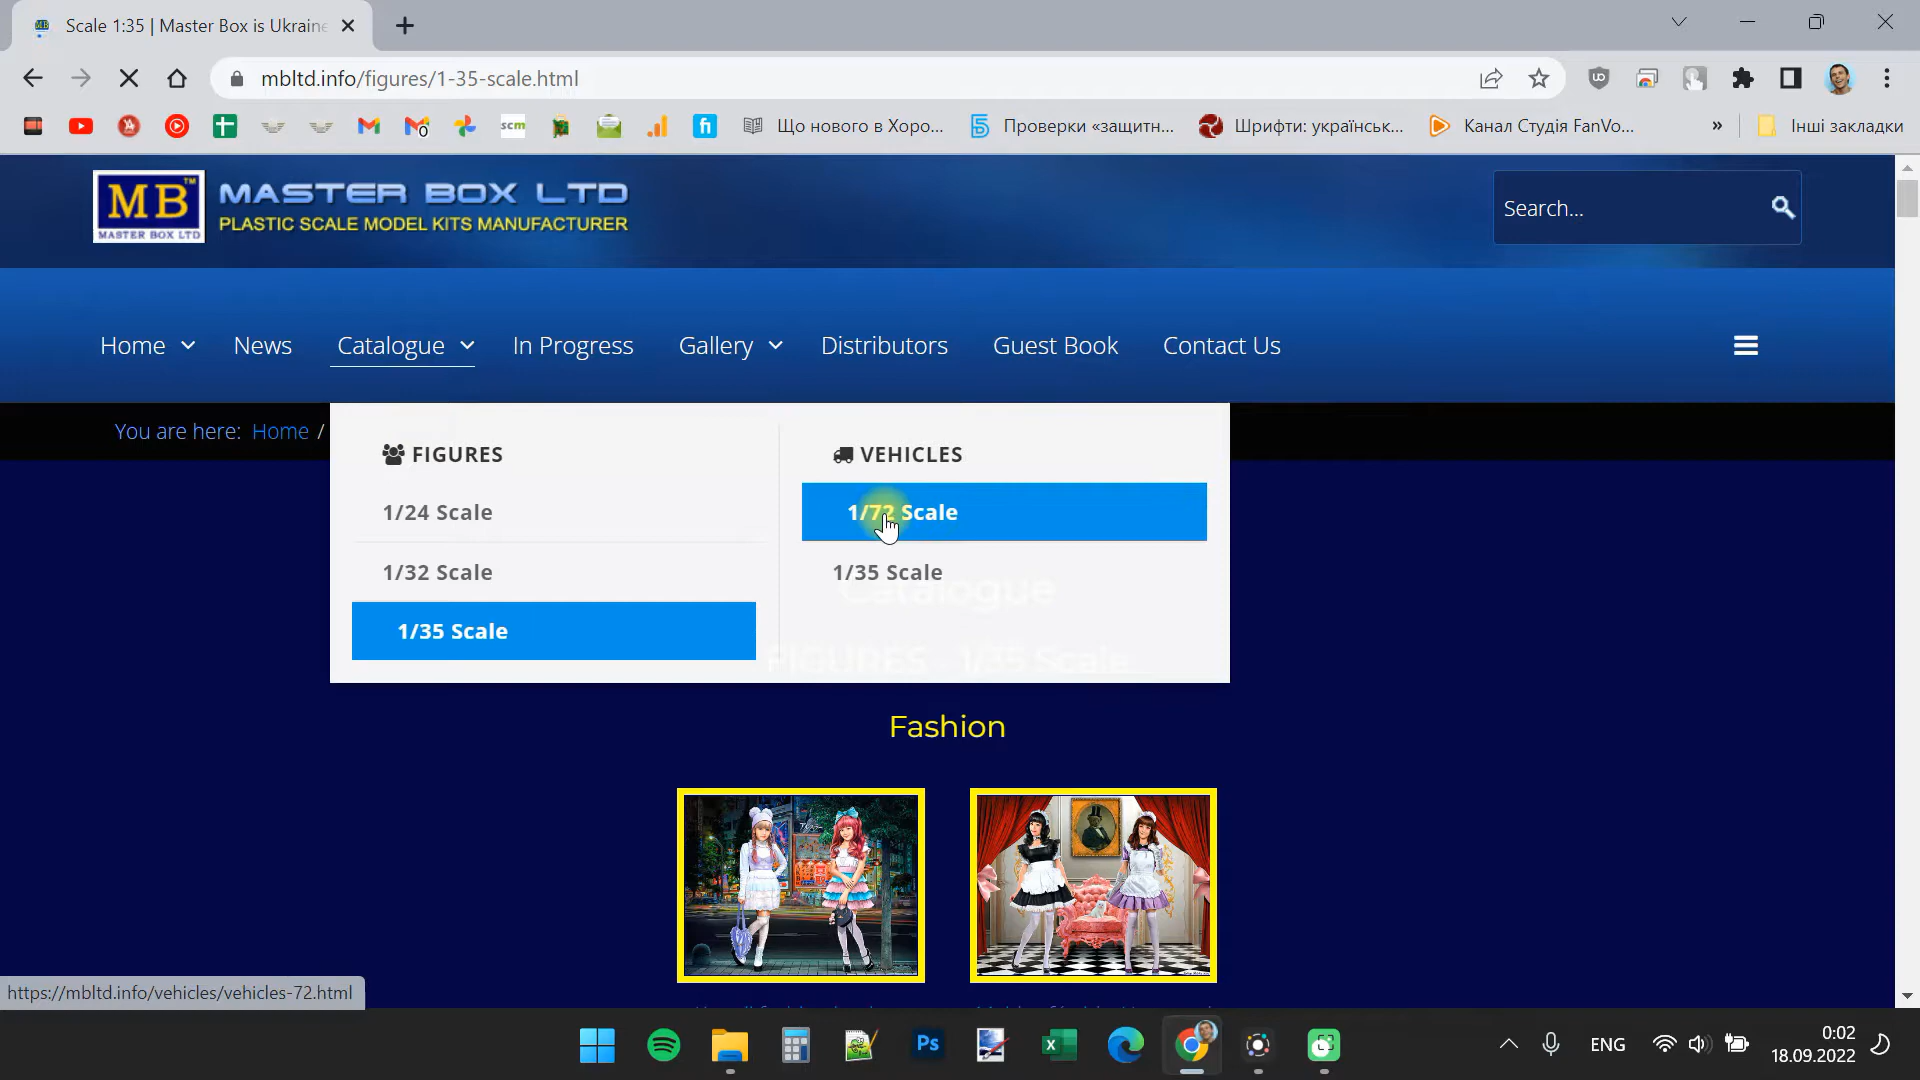 Scale 1:35 | Master Box is Ukraine
mbltd.info/figures/1-35-scale.html
Що нового в Хоро...
Проверки «защитн...
Шрифти: українськ...
Канал Студія FanVo...
»
Інші закладки
MB™
MASTER BOX LTD
MASTER BOX LTD
PLASTIC SCALE MODEL KITS MANUFACTURER
Search...
Home
News
Catalogue
In Progress
Gallery
Distributors
Guest Book
Contact Us
You are here: Home /
FIGURES
1/24 Scale
1/32 Scale
1/35 Scale
VEHICLES
1/72 Scale
1/35 Scale
Catalogue
FIGURES - 1/35 Scale
Fashion
https://mbltd.info/vehicles/vehicles-72.html
ENG
0:02
18.09.2022